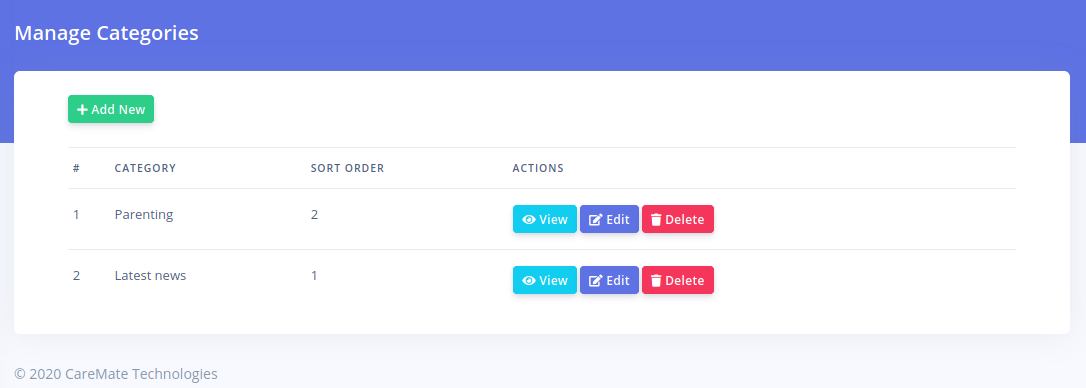 Manage Categories
Add New
# CATEGORY SORT ORDER ACTIONS
1 Parenting 2 View Edit Delete
2 Latest news 1 View Edit Delete
© 2020 CareMate Technologies